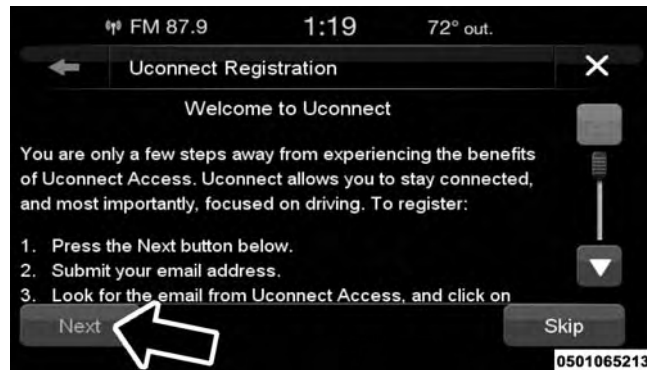 FM 87.9 1:19 72° out.
Uconnect Registration
Welcome to Uconnect
You are only a few steps away from experiencing the benefits
of Uconnect Access. Uconnect allows you to stay connected,
and most importantly, focused on driving. To register:
1. Press the Next button below.
2. Submit your email address.
3. Look for the email from Uconnect Access, and click on
Next Skip
0501065213